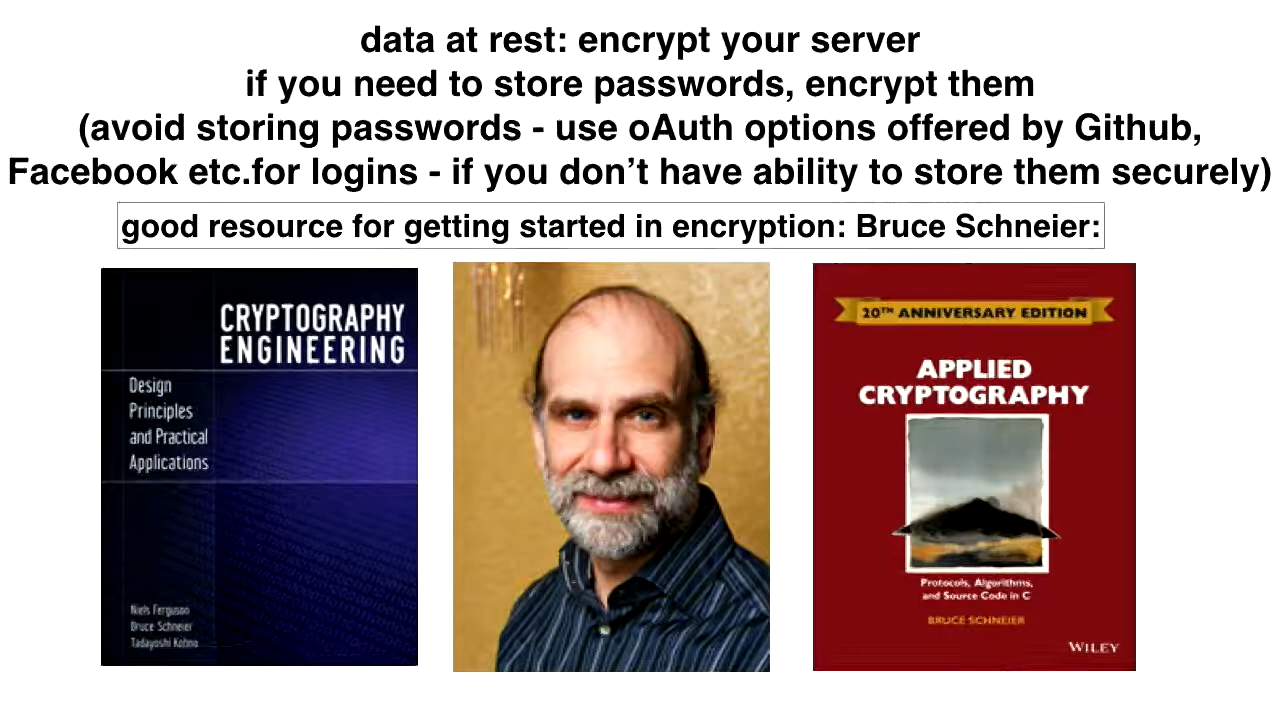 data at rest: encrypt your server
if you need to store passwords, encrypt them
(avoid storing passwords - use oAuth options offered by Github,
Facebook etc.for logins - if you don't have ability to store them securely)
good resource for getting started in encryption: Bruce Schneier:
CRYPTOGRAPHY
ENGINEERING
Design
Principles
and Practical
Applications
Niels Ferguson
Bruce Schneier
Tadayoshi Kohno
20TH ANNIVERSARY EDITION
APPLIED
CRYPTOGRAPHY
Protocols, Algorithms,
and Source Code in C
BRUCE SCHNEIER
WILEY